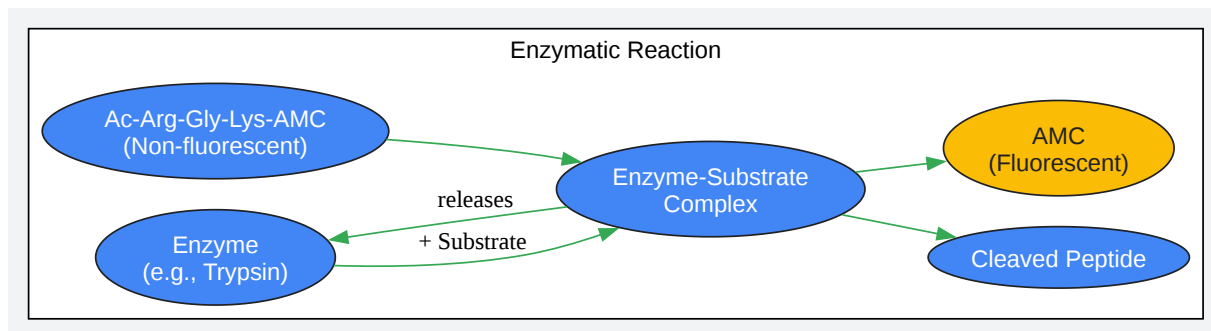 Enzymatic Reaction
Ac-Arg-Gly-Lys-AMC
(Non-fluorescent)
AMC
(Fluorescent)
Enzyme-Substrate
Complex
releases
+ Substrate
Enzyme
(e.g., Trypsin)
Cleaved Peptide